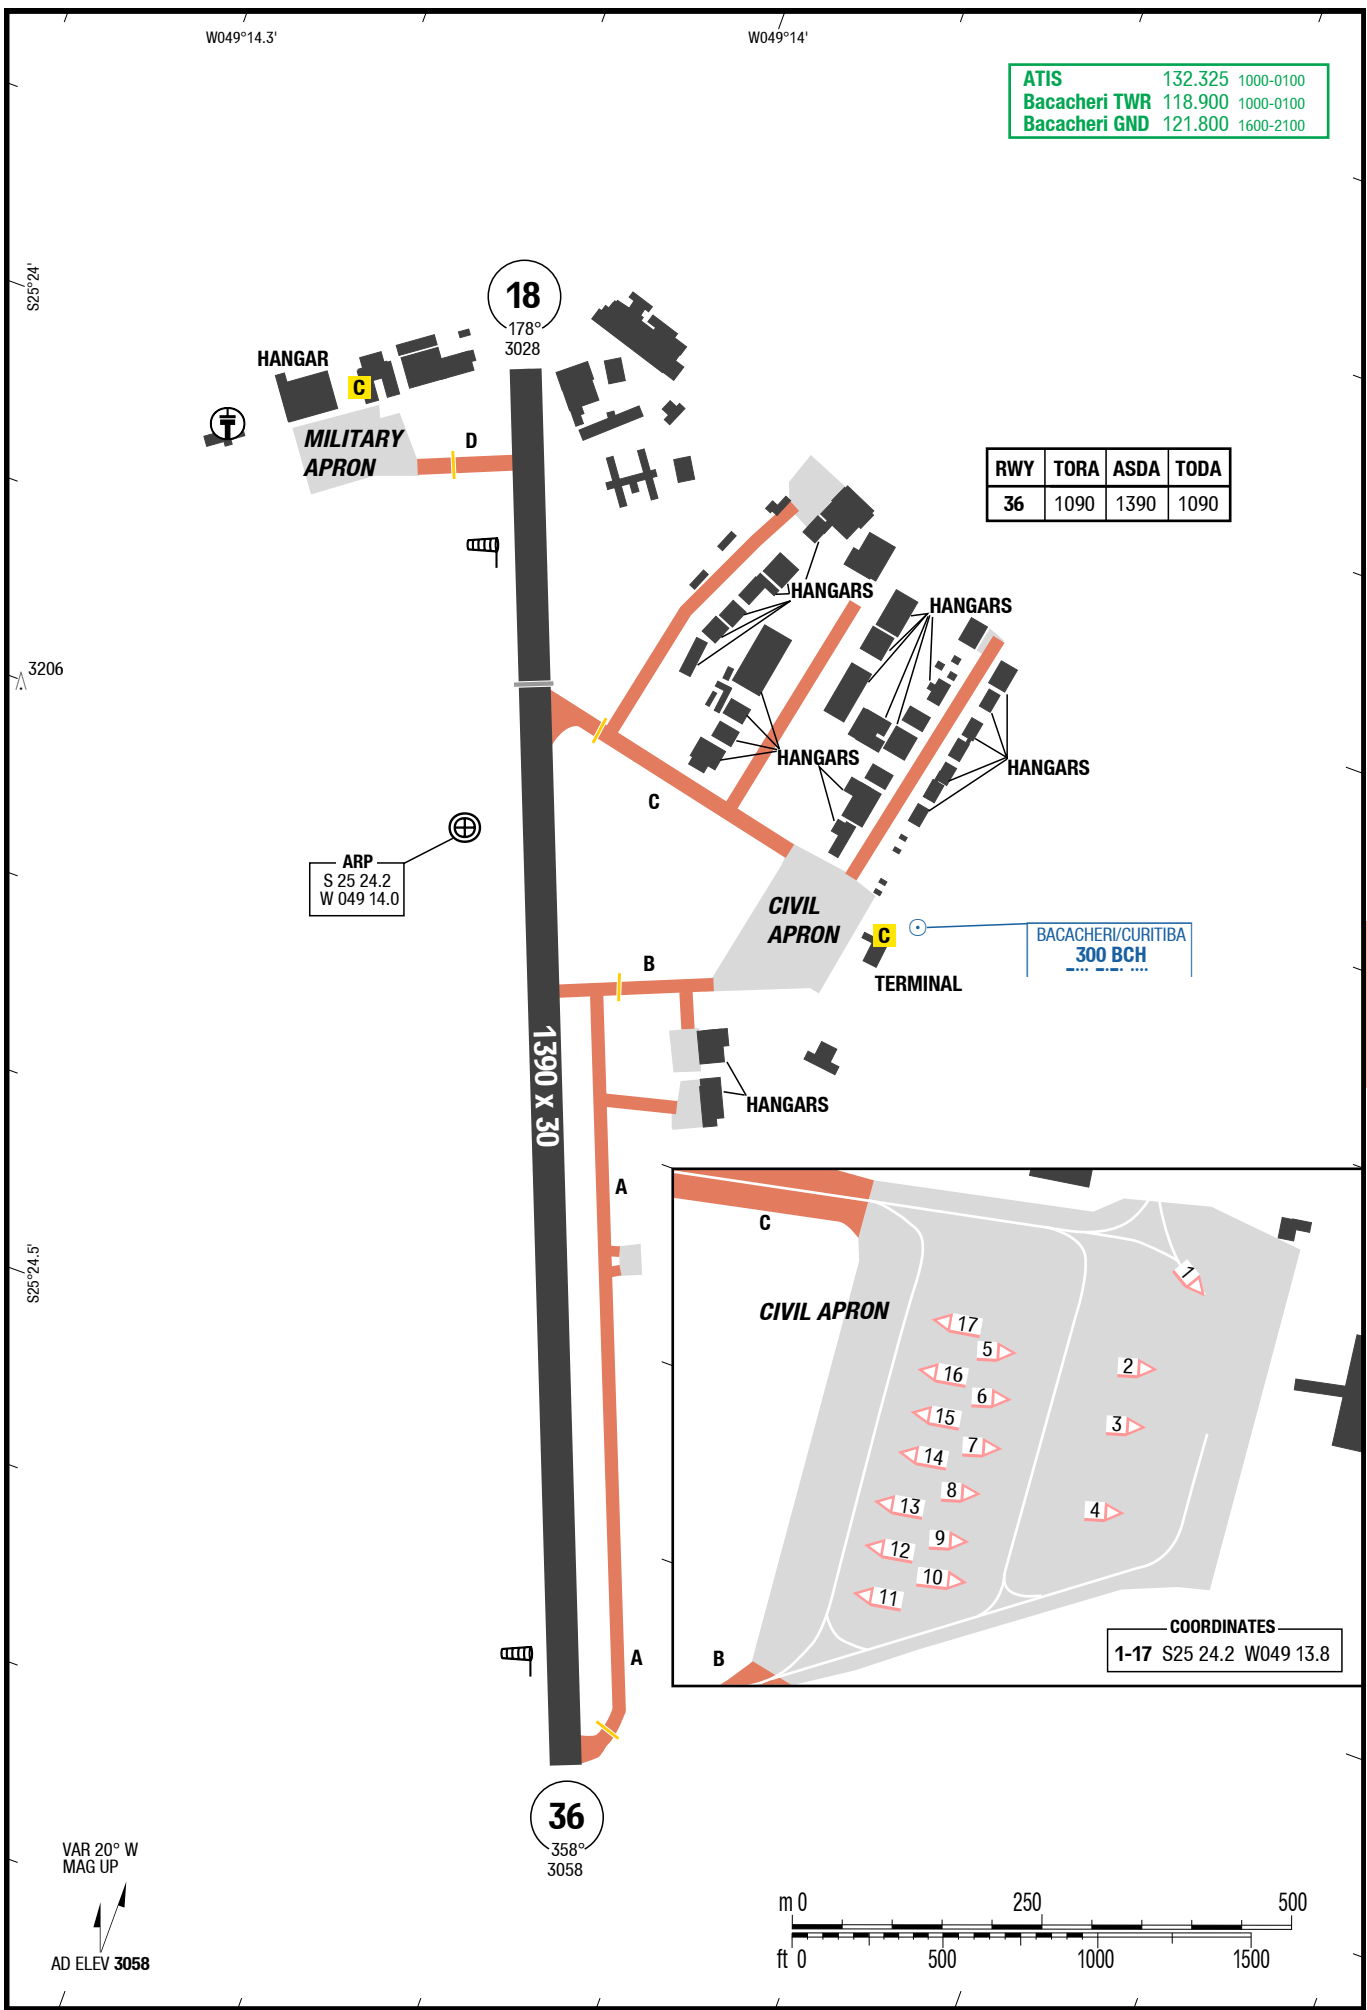 W049°14.3'
W049°14'
ATIS 132.325 1000-0100
Bacacheri TWR 118.900 1000-0100
Bacacheri GND 121.800 1600-2100
S25°24'
18
178°
3028
HANGAR
C
MILITARY
APRON
D
RWY TORA ASDA TODA
36 1090 1390 1090
HANGARS
HANGARS
3206
HANGARS
HANGARS
C
ARP
S 25 24.2
W 049 14.0
CIVIL
APRON
C
TERMINAL
BACACHERI/CURITIBA
300 BCH
B
1390 x 30
HANGARS
A
S25°24.5'
C
CIVIL APRON
1
17
5
2
16
6
15
3
7
14
8
13
4
9
12
10
11
COORDINATES
1-17 S25 24.2 W049 13.8
B
A
36
358°
3058
VAR 20° W
MAG UP
AD ELEV 3058
m 0 250 500
ft 0 500 1000 1500